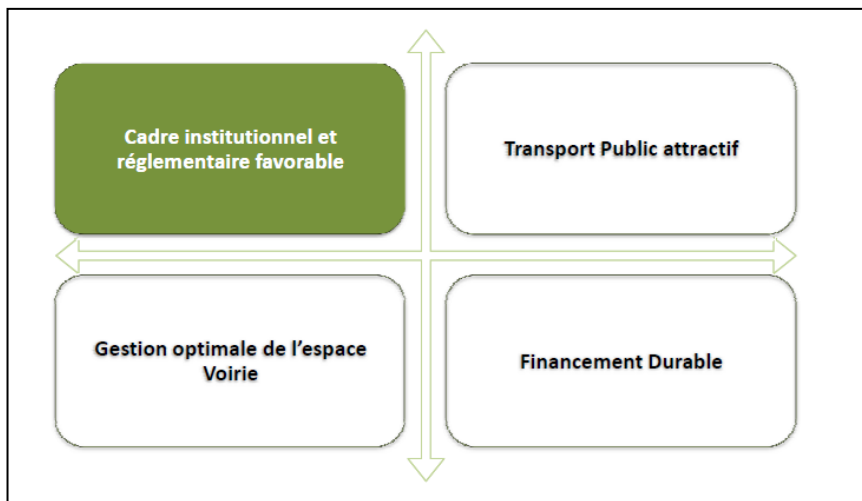 Cadre institutionnel et
réglementaire favorable
Transport Public attractif
Gestion optimale de l’espace
Voirie
Financement Durable